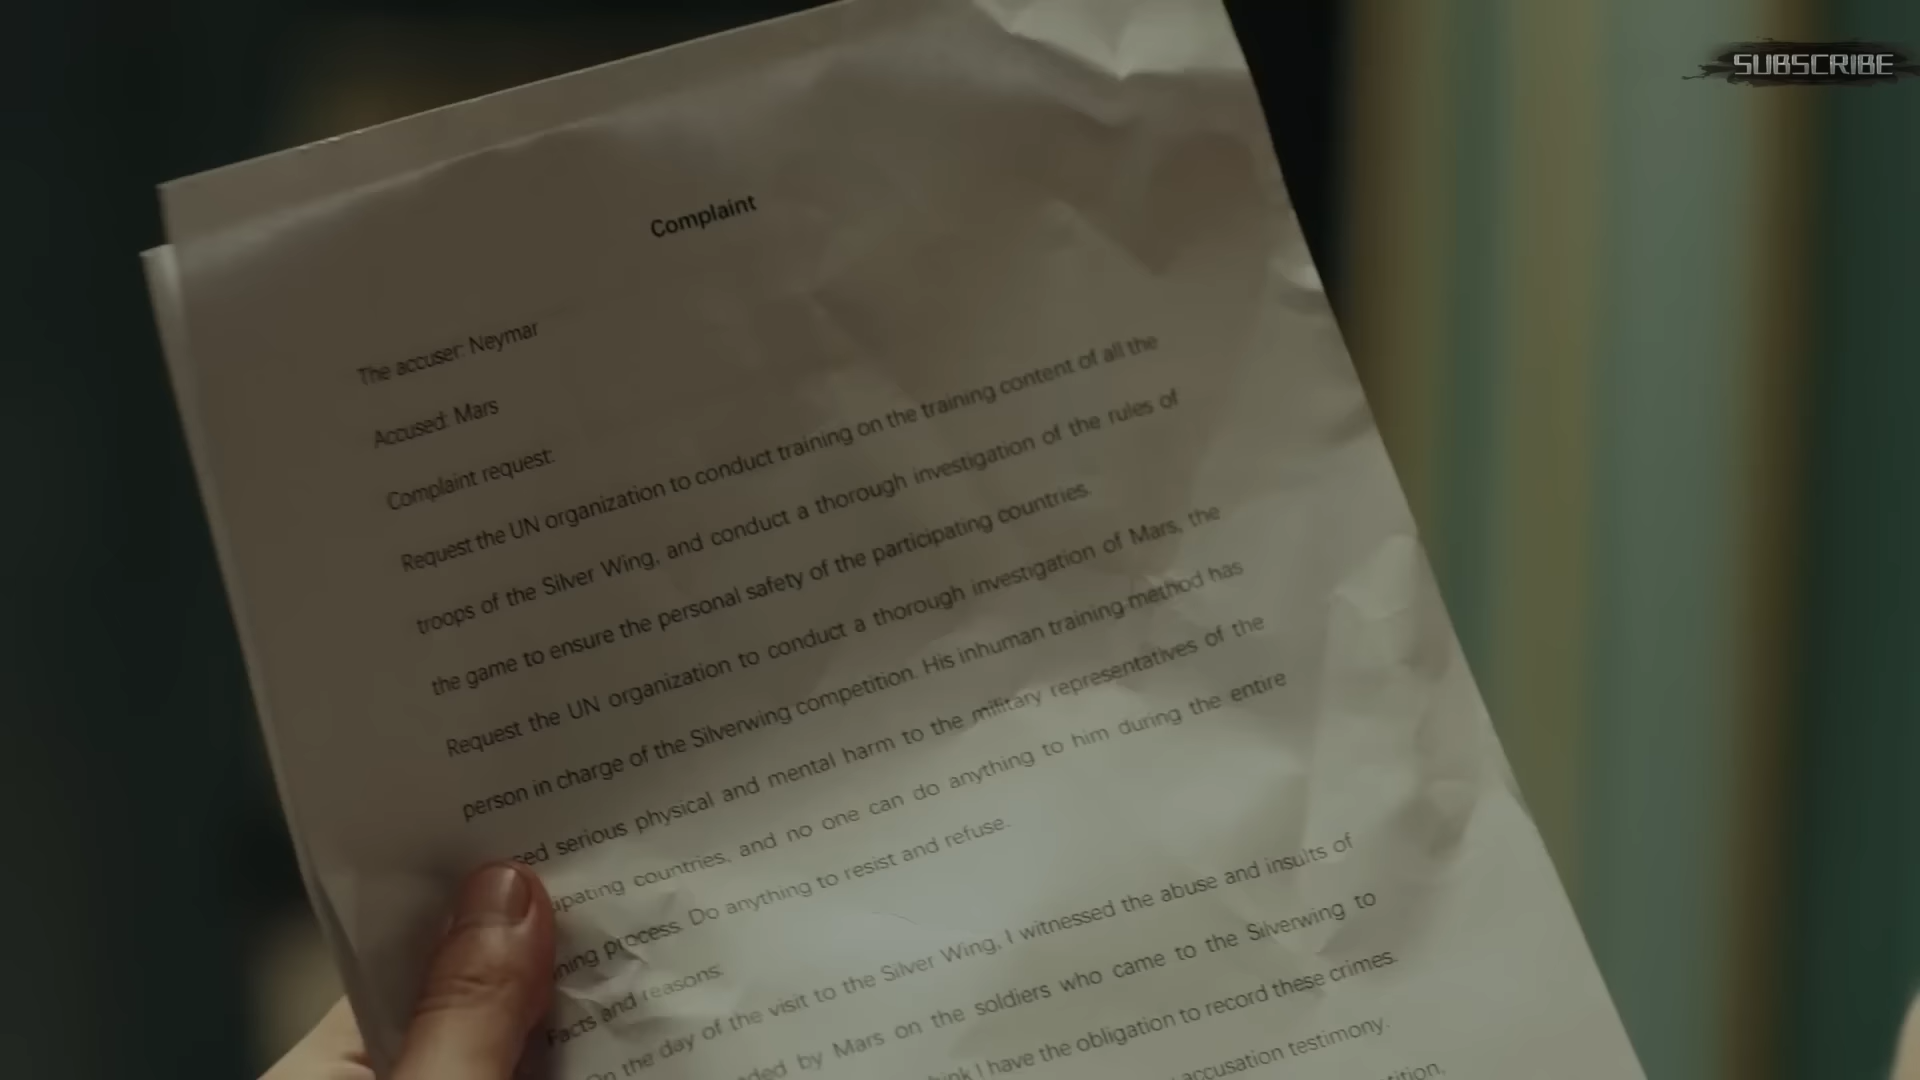 SUBSCRIBE
Complaint
The accuser: Neymar
Accused: Mars
Complaint request:
Request the UN organization to conduct training on the training content of all the
troops of the Silver Wing, and conduct a thorough investigation of the rules of
the game to ensure the personal safety of the participating countries.
Request the UN organization to conduct a thorough investigation of Mars, the
person in charge of the Silverwing competition. His inhuman training method has
sed serious physical and mental harm to the military representatives of the
ipating countries, and no one can do anything to him during the entire
ning process. Do anything to resist and refuse.
Facts and reasons:
On the day of the visit to the Silver Wing, I witnessed the abuse and insults of
ded by Mars on the soldiers who came to the Silverwing to
I have the obligation to record these crimes.
accusation testimony.